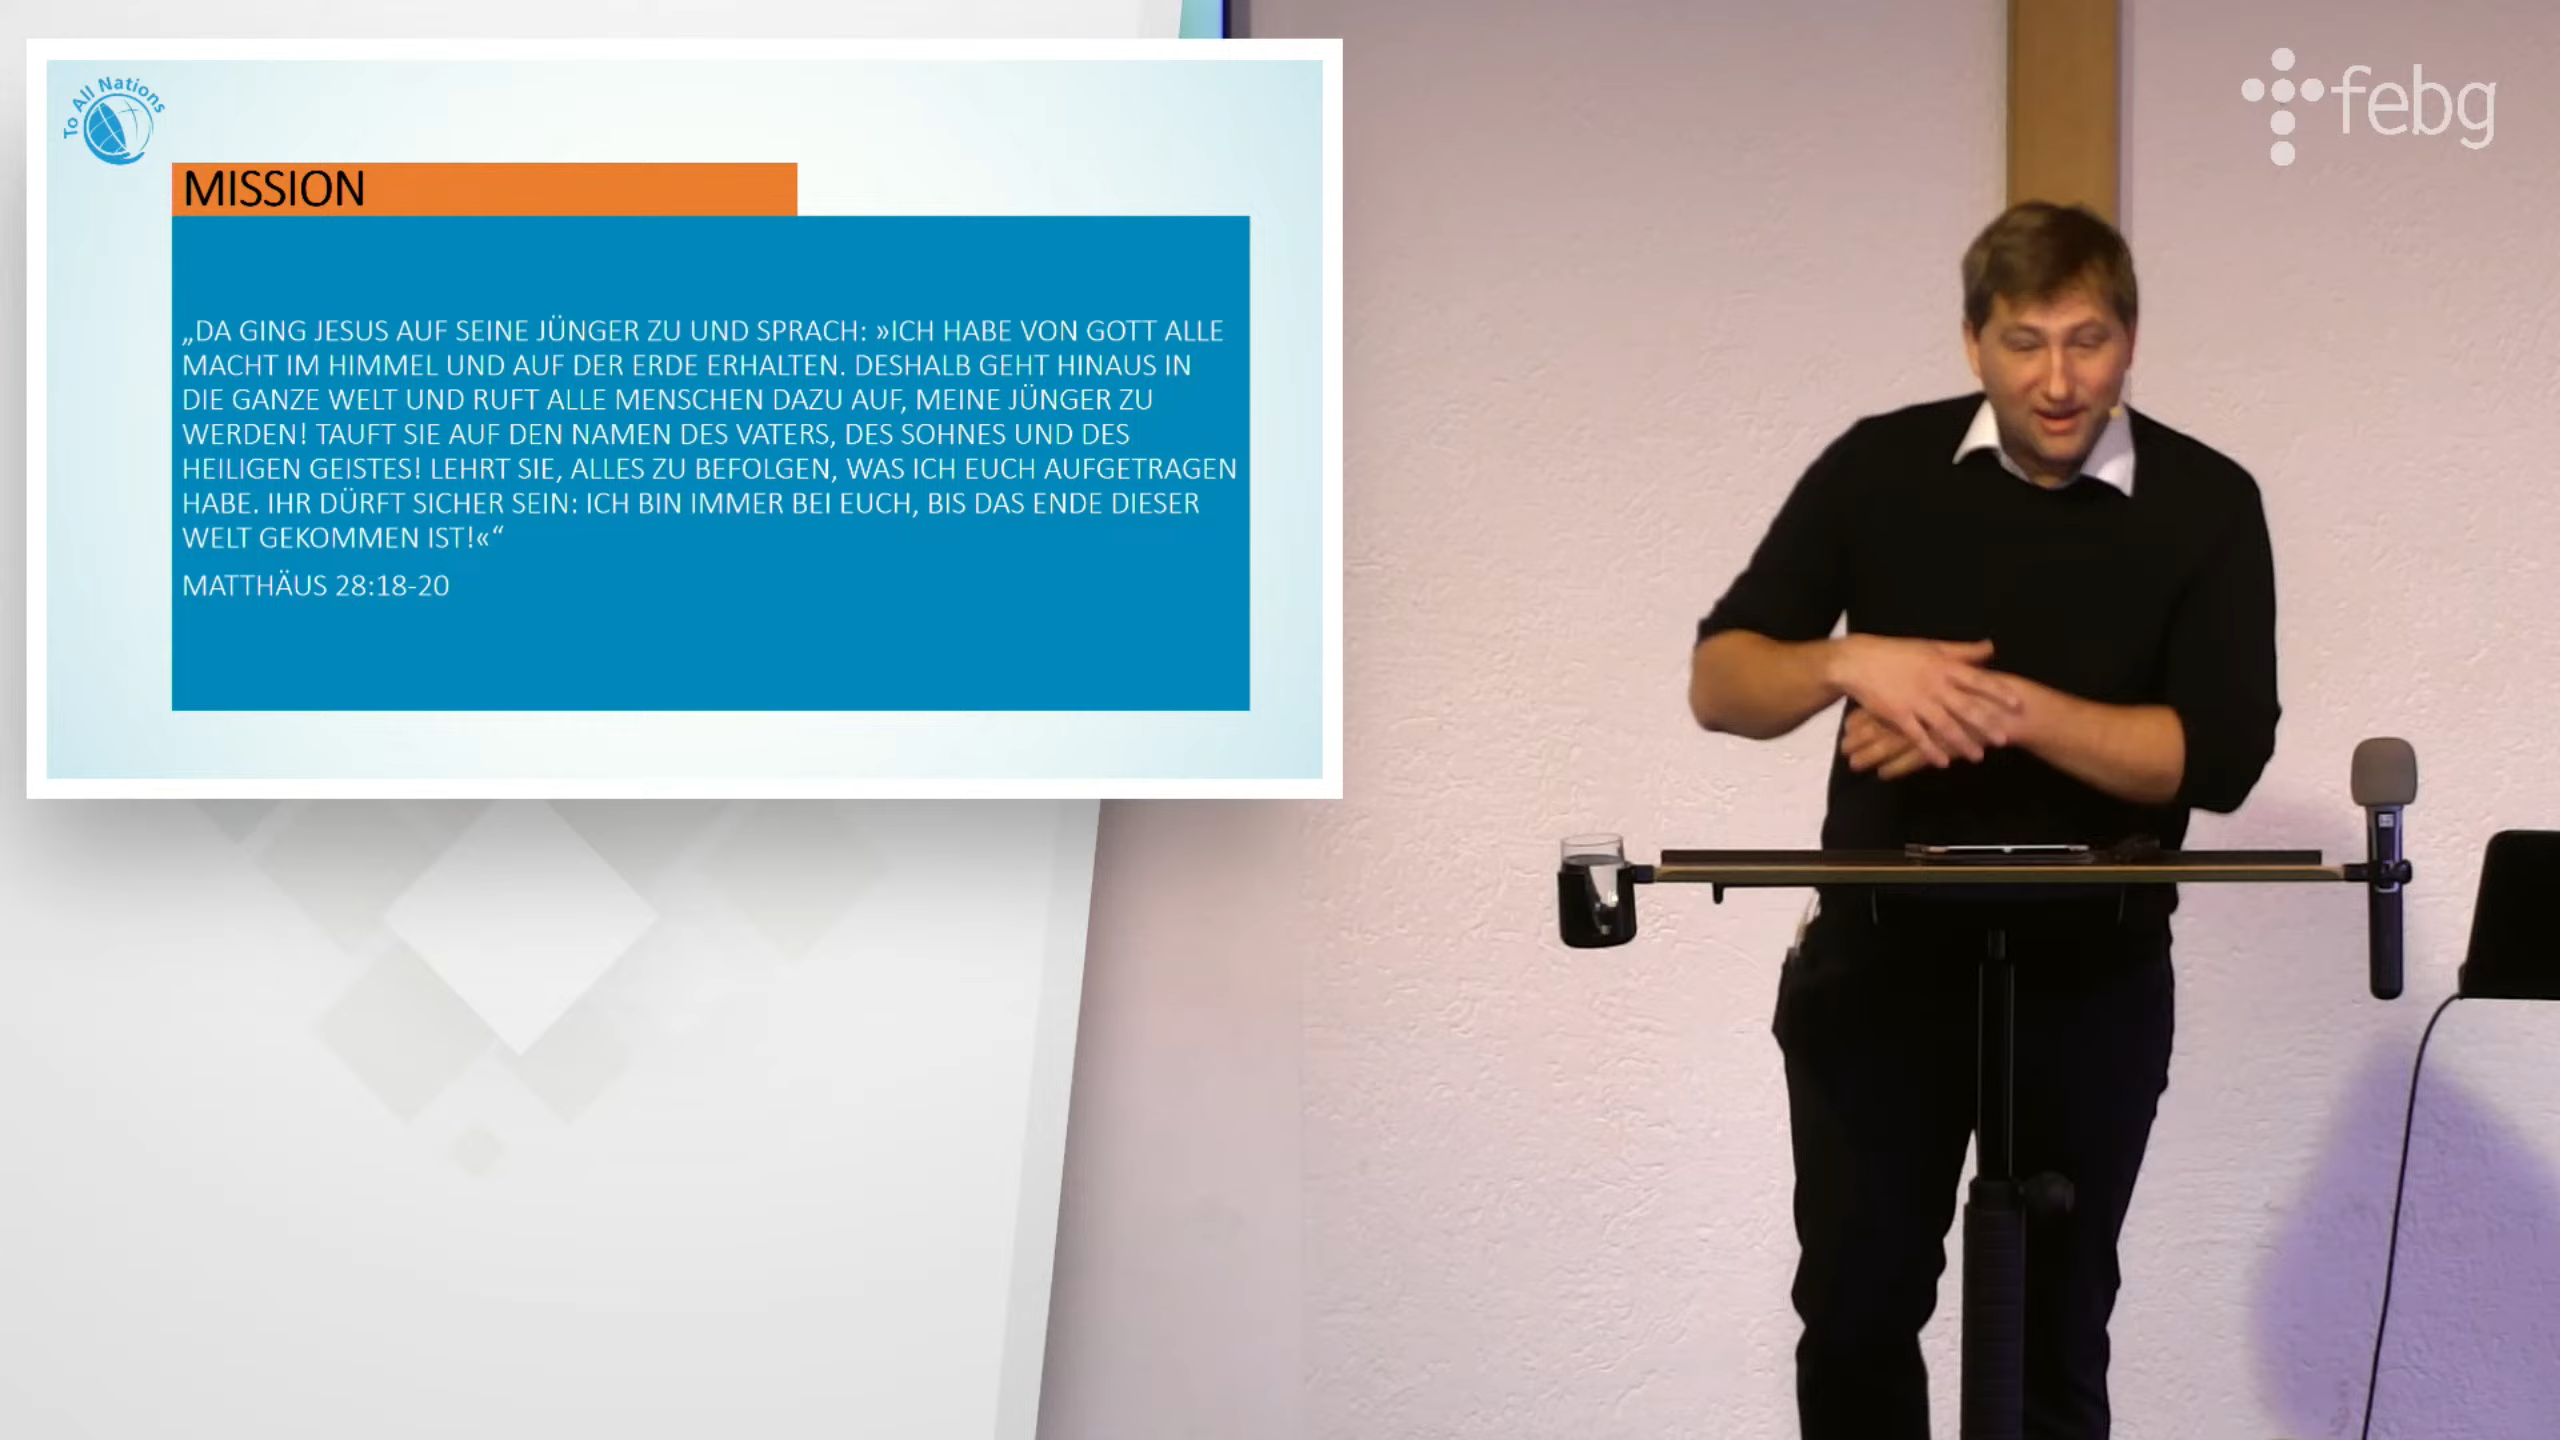 To All Nations
febg
MISSION
„DA GING JESUS AUF SEINE JÜNGER ZU UND SPRACH: »ICH HABE VON GOTT ALLE
MACHT IM HIMMEL UND AUF DER ERDE ERHALTEN. DESHALB GEHT HINAUS IN
DIE GANZE WELT UND RUFT ALLE MENSCHEN DAZU AUF, MEINE JÜNGER ZU
WERDEN! TAUFT SIE AUF DEN NAMEN DES VATERS, DES SOHNES UND DES
HEILIGEN GEISTES! LEHRT SIE, ALLES ZU BEFOLGEN, WAS ICH EUCH AUFGETRAGEN
HABE. IHR DÜRFT SICHER SEIN: ICH BIN IMMER BEI EUCH, BIS DAS ENDE DIESER
WELT GEKOMMEN IST!«“
MATTHÄUS 28:18-20